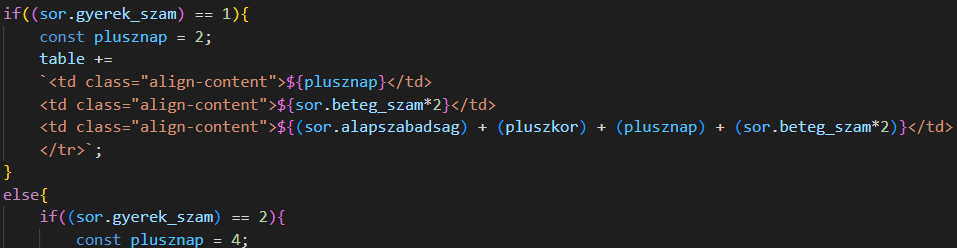 if((sor.gyerek_szam) == 1){
    const plusznap = 2;
    table +=
    `<td class="align-content">${plusznap}</td>
    <td class="align-content">${sor.beteg_szam*2}</td>
    <td class="align-content">${(sor.alapszabadsag) + (pluszkor) + (plusznap) + (sor.beteg_szam*2)}</td>
    </tr>`;
}
else{
    if((sor.gyerek_szam) == 2){
        const plusznap = 4;